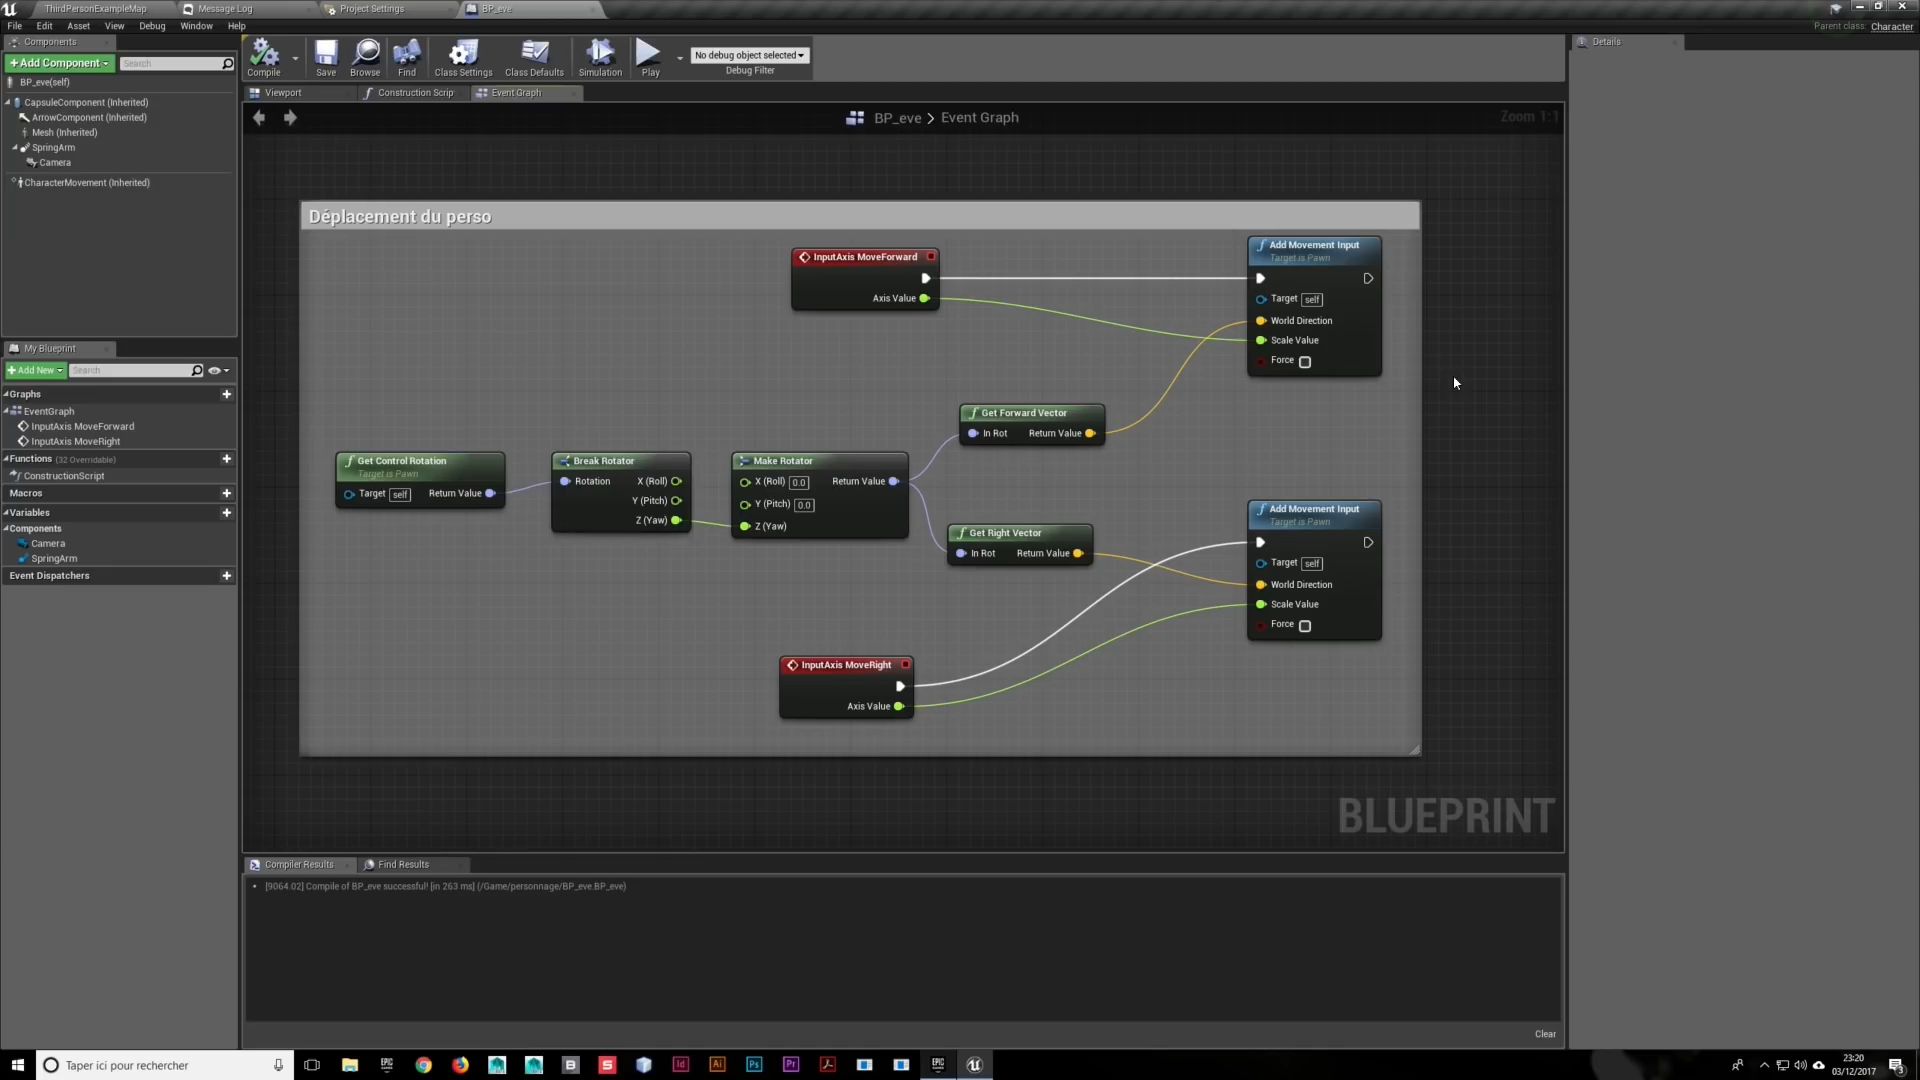 ThirdPersonExampleMap
Message Log
Project Settings
BP_eve
File Edit Asset View Debug Window Help
Parent class: Character
Components
+Add Component
Search
BP_eve(self)
CapsuleComponent (Inherited)
ArrowComponent (Inherited)
Mesh (Inherited)
SpringArm
Camera
CharacterMovement (Inherited)
Compile
Save
Browse
Find
Class Settings
Class Defaults
Simulation
Play
No debug object selected
Debug Filter
Details
Viewport
Construction Scrip
Event Graph
BP_eve > Event Graph
Zoom 1:1
Déplacement du perso
InputAxis MoveForward
Axis Value
Add Movement Input
Target is Pawn
Target self
World Direction
Scale Value
Force
Get Forward Vector
In Rot Return Value
Get Control Rotation
Target is Pawn
Target self Return Value
Break Rotator
Rotation X (Roll)
Y (Pitch)
Z (Yaw)
Make Rotator
X (Roll) 0.0 Return Value
Y (Pitch) 0.0
Z (Yaw)
Get Right Vector
In Rot Return Value
Add Movement Input
Target is Pawn
Target self
World Direction
Scale Value
Force
InputAxis MoveRight
Axis Value
BLUEPRINT
My Blueprint
+Add New
Search
Graphs
EventGraph
InputAxis MoveForward
InputAxis MoveRight
Functions (32 Overridable)
ConstructionScript
Macros
Variables
Components
Camera
SpringArm
Event Dispatchers
Compiler Results
Find Results
[9064.02] Compile of BP_eve successful! [in 263 ms] (/Game/personnage/BP_eve.BP_eve)
Clear
Taper ici pour rechercher
EPIC
B
S
Id
Ai
Ps
Pr
EPIC
23:20
03/12/2017
3